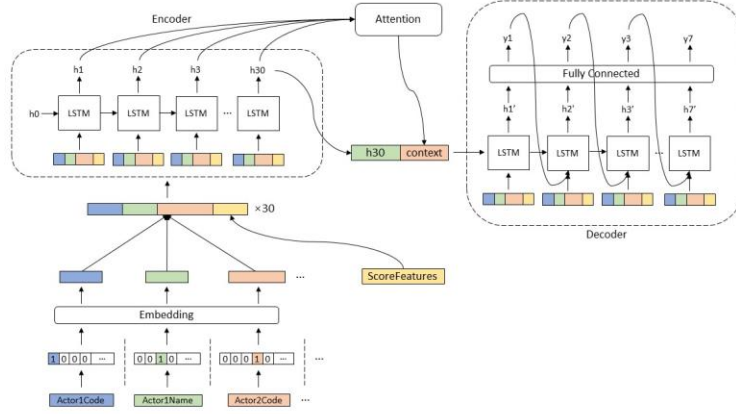 Encoder
Attention
h1 h2 h3 h30
h0 LSTM LSTM LSTM ... LSTM
h30 context
y1 y2 y3 y7
Fully Connected
h1' h2' h3' h7'
LSTM LSTM LSTM ... LSTM
Decoder
×30
...
ScoreFeatures
Embedding
1 0 0 0 ... 0 0 1 0 ... 0 0 0 1 0 ... ...
Actor1Code Actor1Name Actor2Code ...